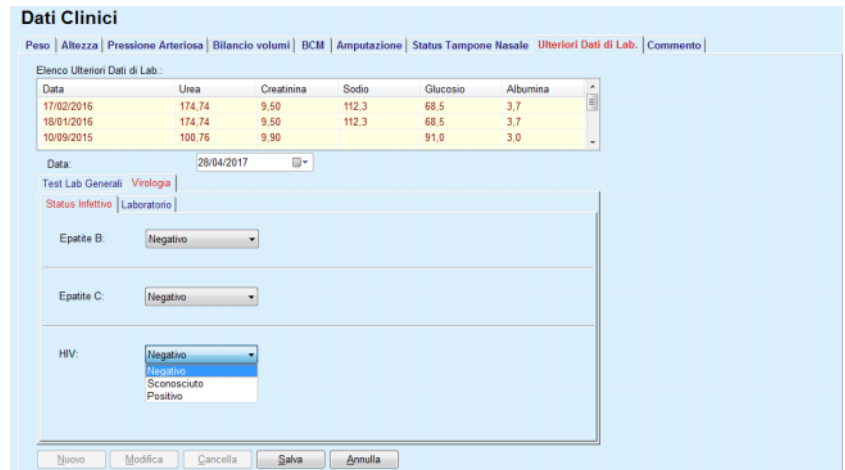 Dati Clinici
Peso Altezza Pressione Arteriosa Bilancio volumi BCM Amputazione Status Tampone Nasale Ulteriori Dati di Lab. Commento
Elenco Ulteriori Dati di Lab.:
Data Urea Creatinina Sodio Glucosio Albumina
17/02/2016 174,74 9,50 112,3 68,5 3,7
18/01/2016 174,74 9,50 112,3 68,5 3,7
10/09/2015 100,76 9,90 91,0 3,0
Data: 28/04/2017
Test Lab Generali Virologia
Status Infettivo Laboratorio
Epatite B: Negativo
Epatite C: Negativo
HIV: Negativo
Negativo
Sconosciuto
Positivo
Nuovo Modifica Cancella Salva Annulla